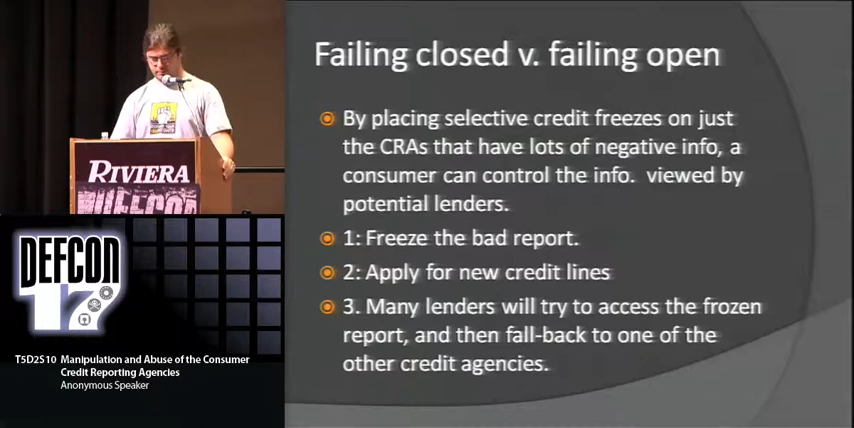 Failing closed v. failing open
By placing selective credit freezes on just
the CRAs that have lots of negative info, a
consumer can control the info.  viewed by
potential lenders.
1: Freeze the bad report.
2: Apply for new credit lines
3. Many lenders will try to access the frozen
report, and then fall-back to one of the
other credit agencies.
RIVIERA
DEFCON
DEFCON
17
T5D2S10 Manipulation and Abuse of the Consumer
Credit Reporting Agencies
Anonymous Speaker